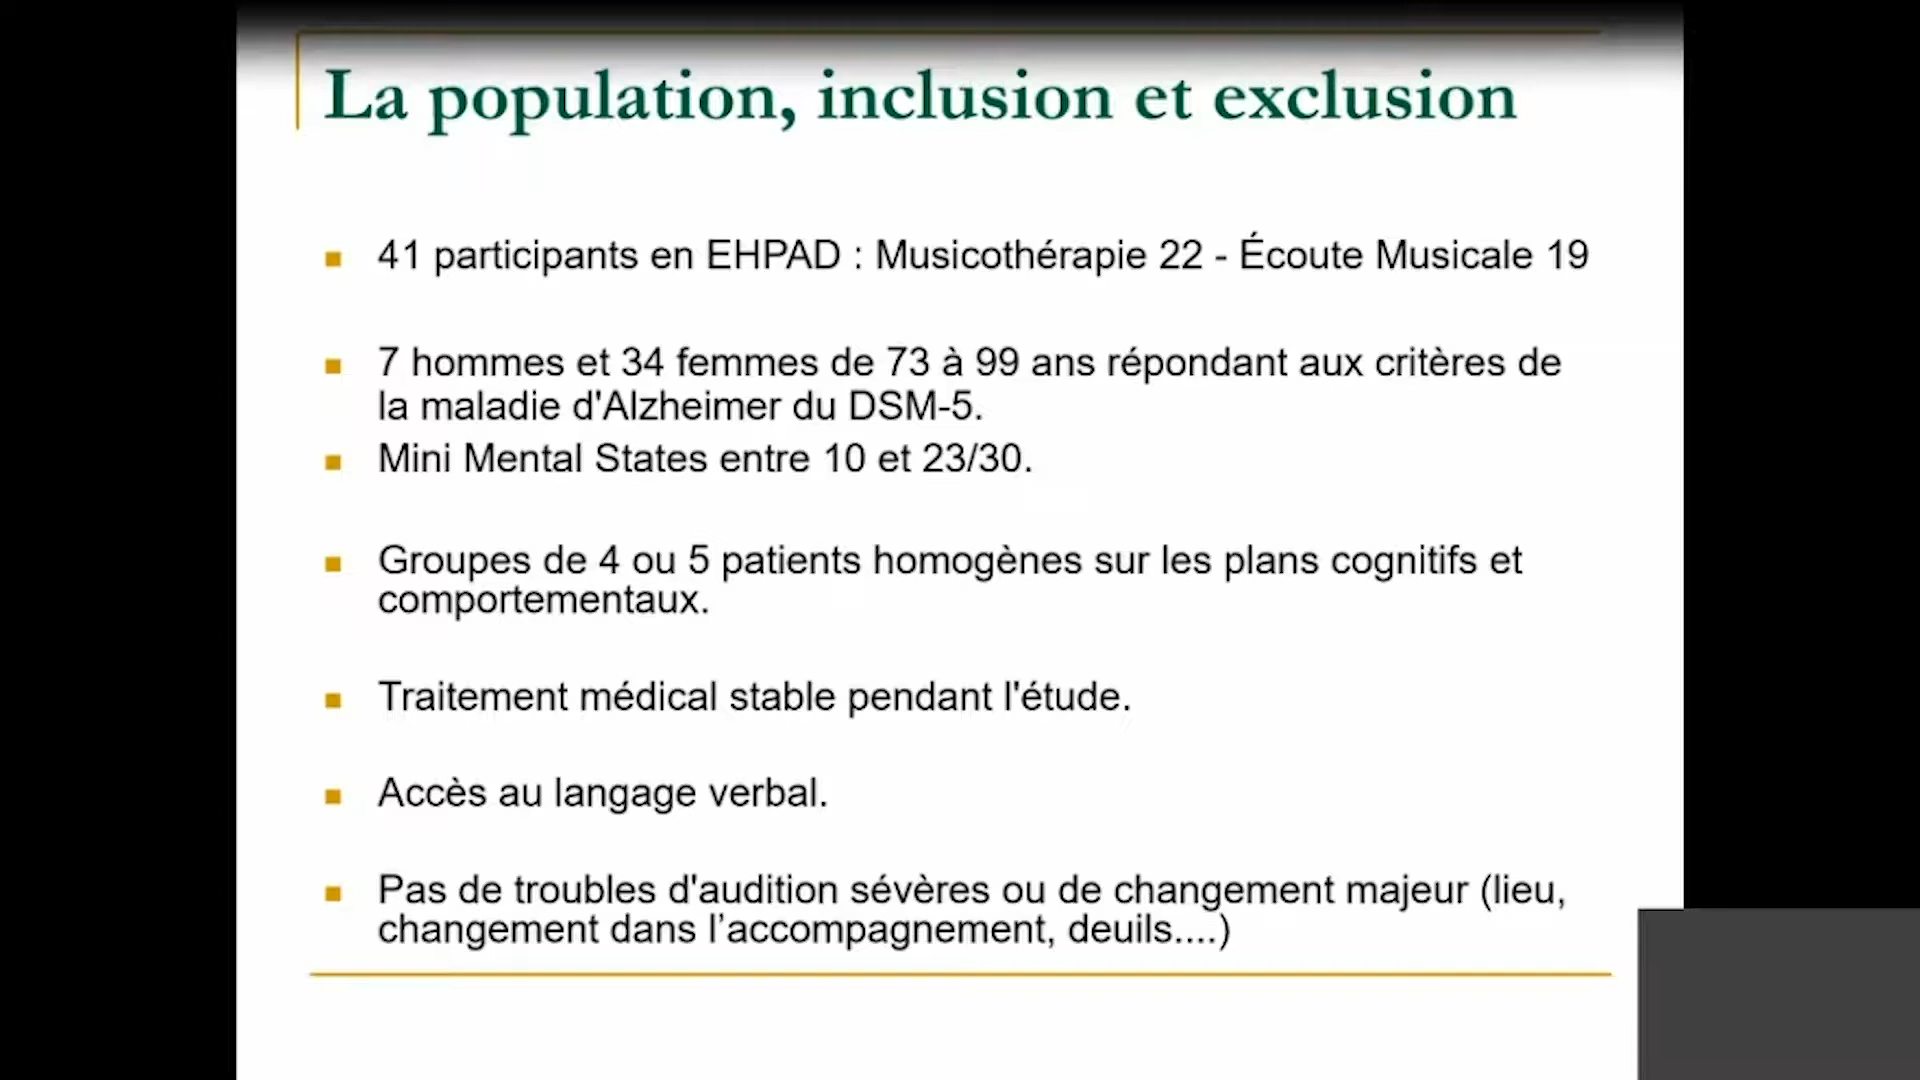 La population, inclusion et exclusion
41 participants en EHPAD : Musicothérapie 22 - Écoute Musicale 19
7 hommes et 34 femmes de 73 à 99 ans répondant aux critères de
la maladie d'Alzheimer du DSM-5.
Mini Mental States entre 10 et 23/30.
Groupes de 4 ou 5 patients homogènes sur les plans cognitifs et
comportementaux.
Traitement médical stable pendant l'étude.
Accès au langage verbal.
Pas de troubles d'audition sévères ou de changement majeur (lieu,
changement dans l’accompagnement, deuils....)